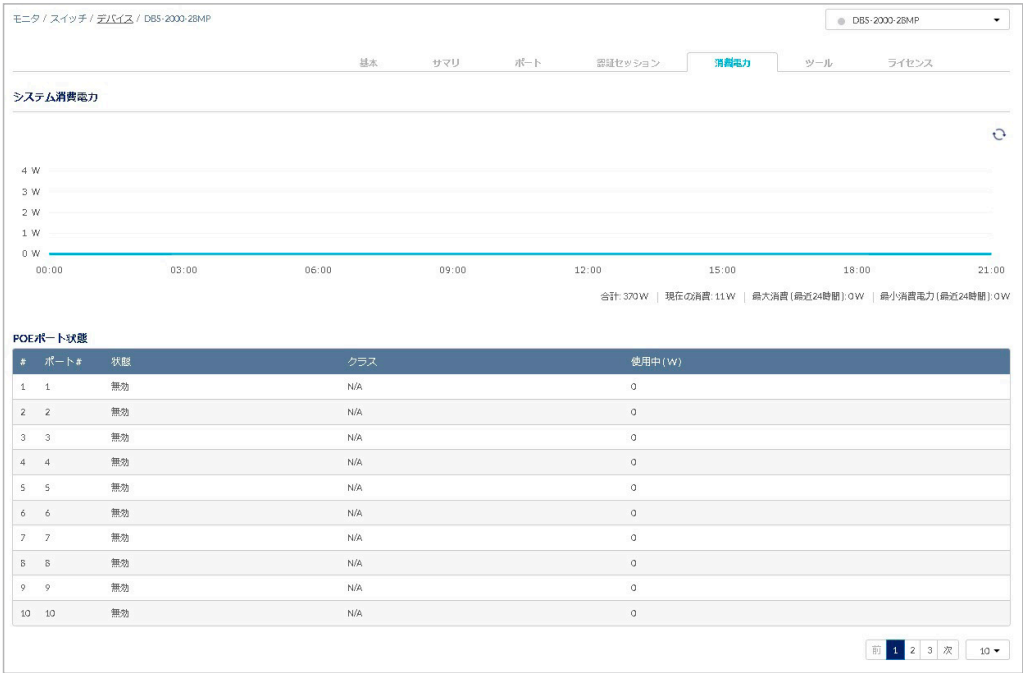 モニタ / スイッチ / デバイス / DBS-2000-28MP
DBS-2000-28MP
基本 サマリ ポート 認証セッション 消費電力 ツール ライセンス
システム消費電力
4 W
3 W
2 W
1 W
0 W
00:00 03:00 06:00 09:00 12:00 15:00 18:00 21:00
合計: 370W | 現在の消費: 11W | 最大消費 (最近24時間): 0W | 最小消費電力 (最近24時間): 0W
POEポート状態
# ポート# 状態 クラス 使用中(W)
1 1 無効 N/A 0
2 2 無効 N/A 0
3 3 無効 N/A 0
4 4 無効 N/A 0
5 5 無効 N/A 0
6 6 無効 N/A 0
7 7 無効 N/A 0
8 8 無効 N/A 0
9 9 無効 N/A 0
10 10 無効 N/A 0
前 1 2 3 次 10